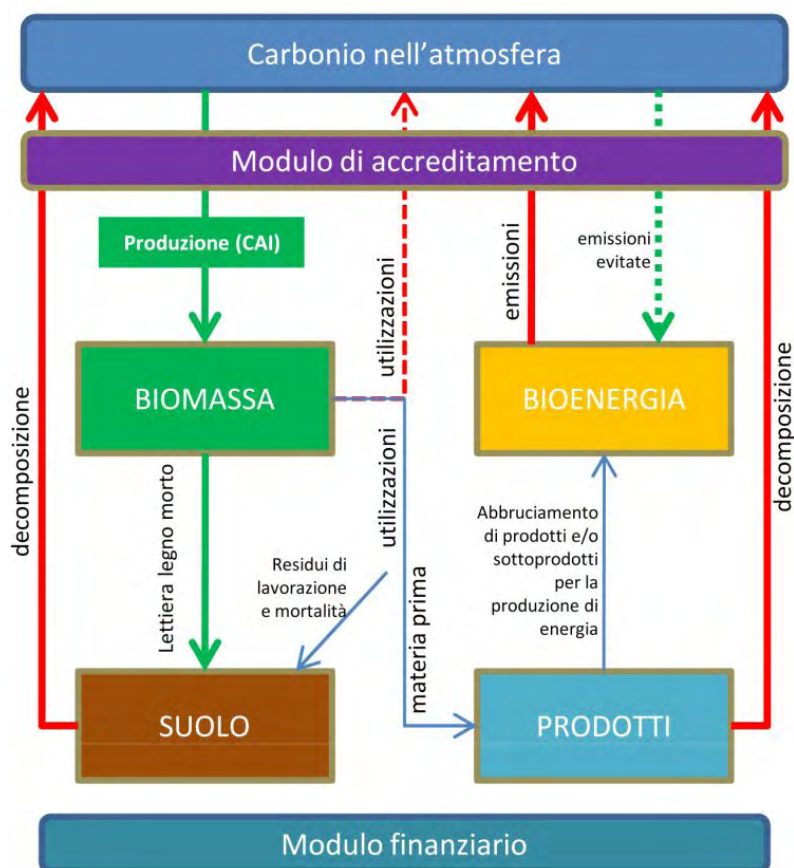 Carbonio nell'atmosfera
Modulo di accreditamento
Produzione (CAI)
utilizzazioni
emissioni
emissioni
evitate
BIOMASSA
BIOENERGIA
decomposizione
decomposizione
Lettiera legno morto
utilizzazioni
Residui di
lavorazione
e mortalità
materia prima
Abbruciamento
di prodotti e/o
sottoprodotti
per la
produzione di
energia
SUOLO
PRODOTTI
Modulo finanziario